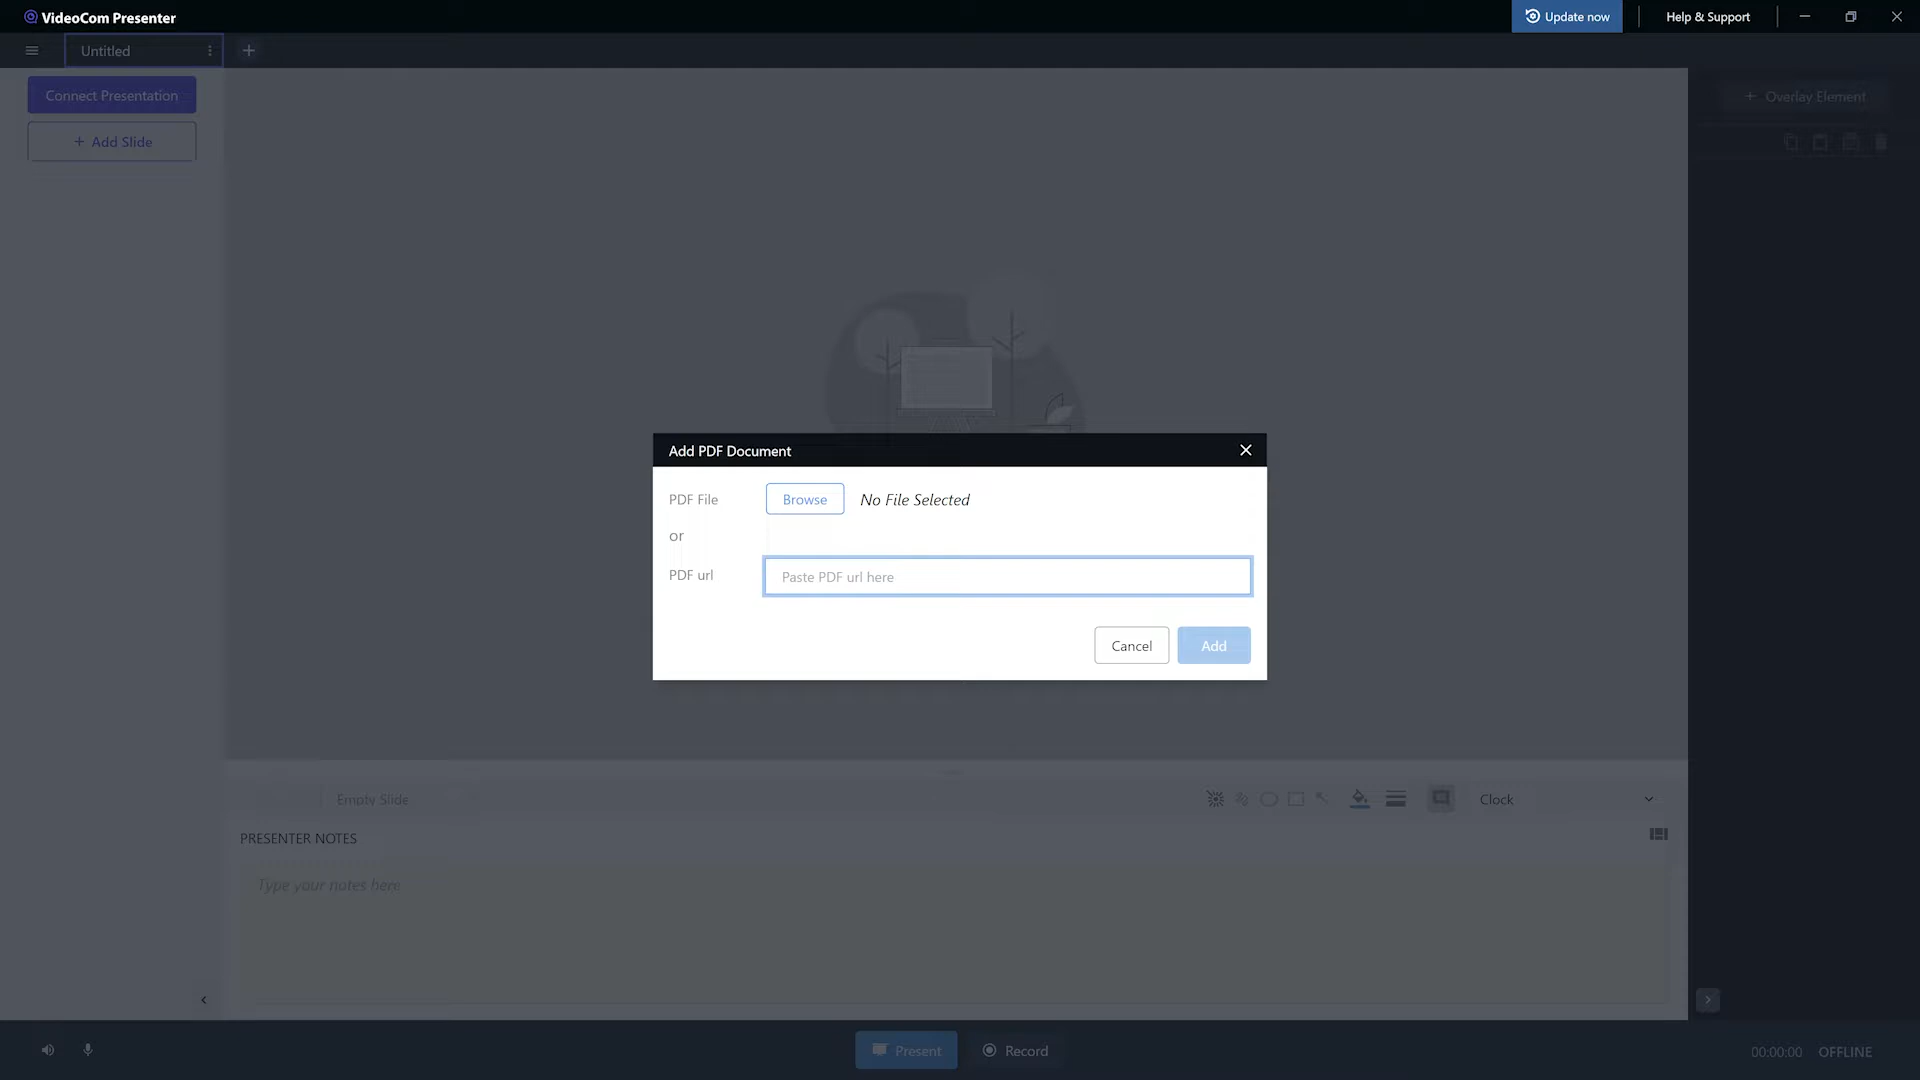 VideoCom Presenter
Update now
Help & Support
Untitled
Connect Presentation
+ Add Slide
+ Overlay Element
Add PDF Document
PDF File
Browse
No File Selected
or
PDF url
Paste PDF url here
Cancel
Add
Empty Slide
Clock
PRESENTER NOTES
Type your notes here
Present
Record
00:00:00
OFFLINE